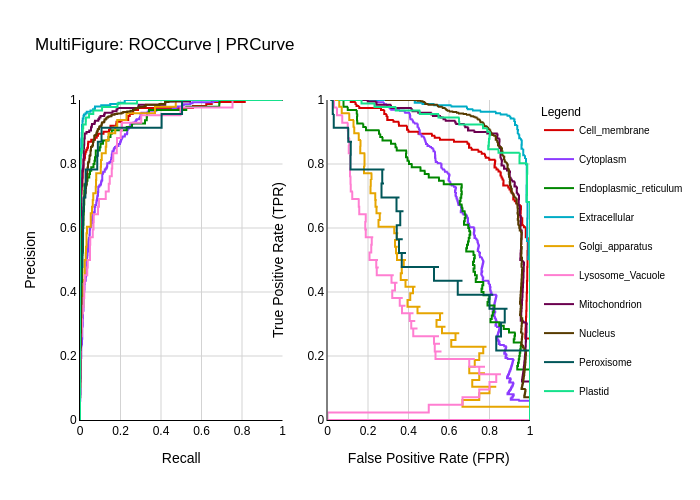 MultiFigure: ROCCurve | PRCurve
Precision
1
0.8
0.6
0.4
0.2
0
0 0.2 0.4 0.6 0.8 1
Recall
True Positive Rate (TPR)
1
0.8
0.6
0.4
0.2
0
0 0.2 0.4 0.6 0.8 1
False Positive Rate (FPR)
Legend
Cell_membrane
Cytoplasm
Endoplasmic_reticulum
Extracellular
Golgi_apparatus
Lysosome_Vacuole
Mitochondrion
Nucleus
Peroxisome
Plastid